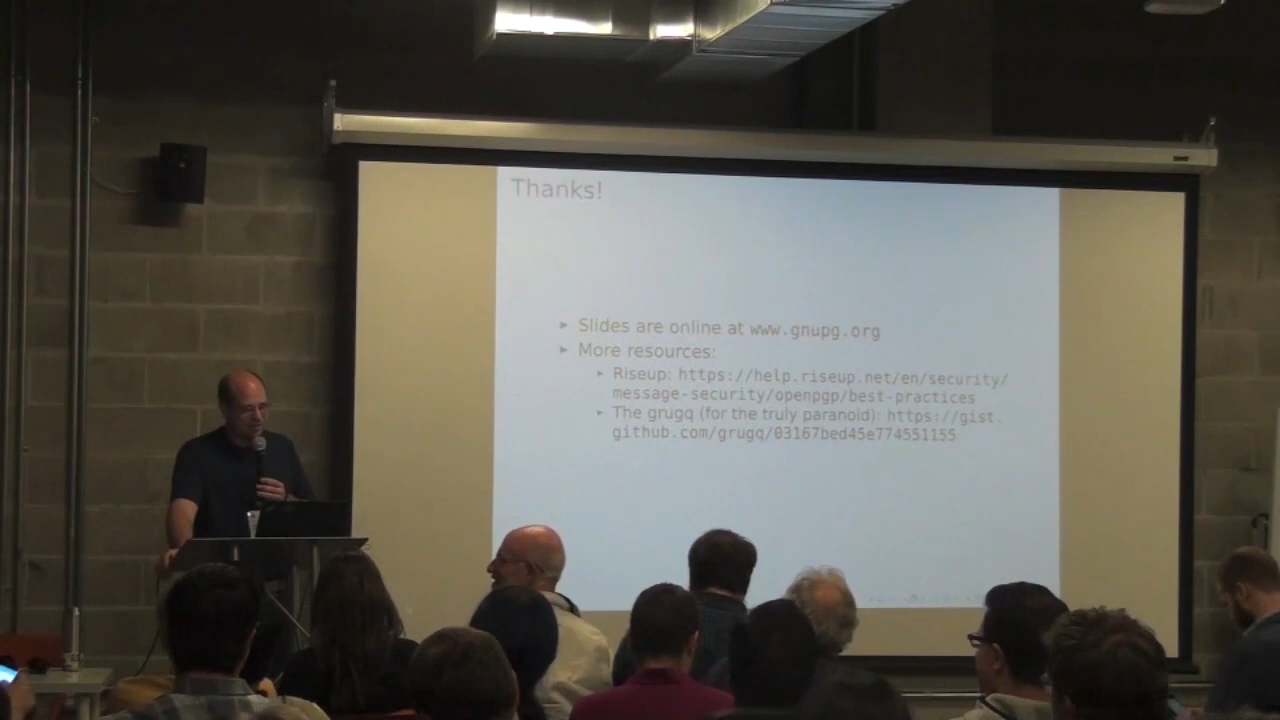 Thanks!
▸ Slides are online at www.gnupg.org
▸ More resources:
▸ Riseup: https://help.riseup.net/en/security/
message-security/openpgp/best-practices
▸ The grugq (for the truly paranoid): https://gist.
github.com/grugq/03167bed45e774551155